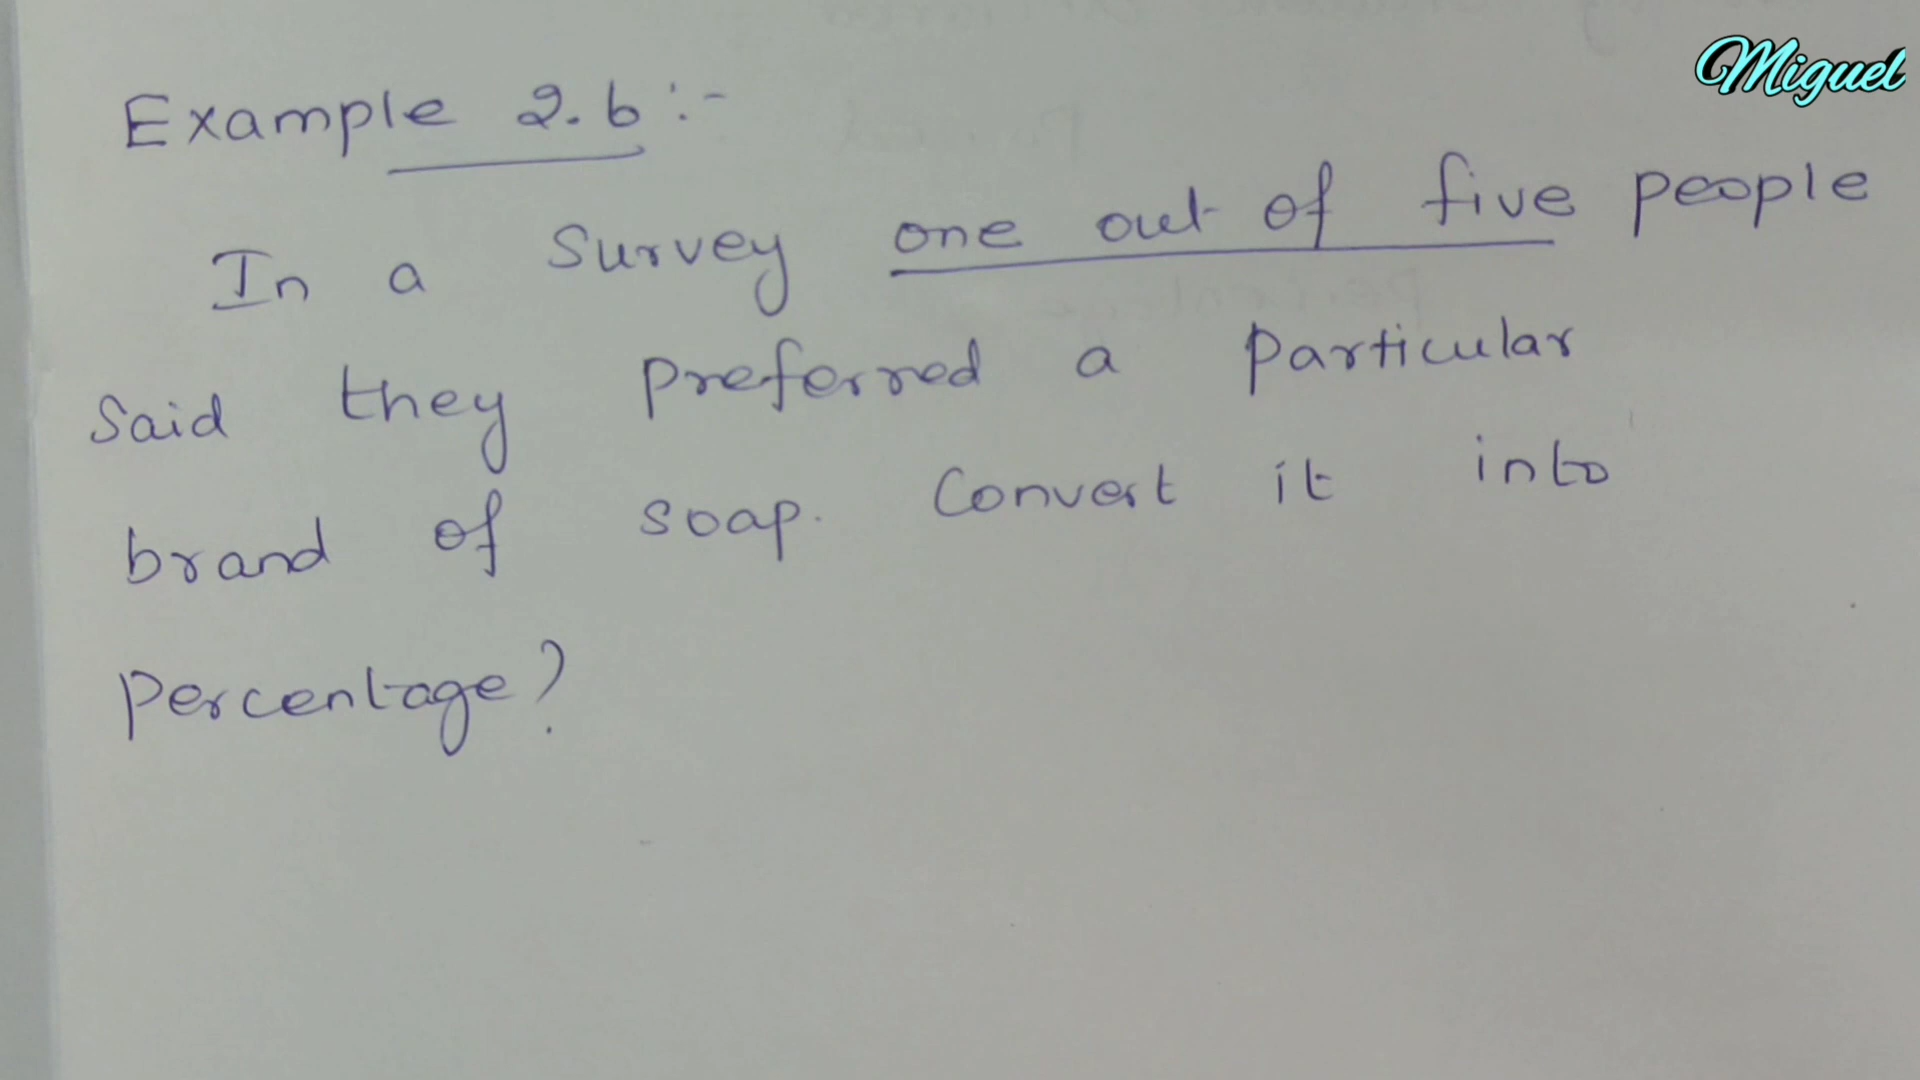 Miguel
Example 2.6:-
In a Survey one out of five people
Said they preferred a particular
brand of soap. Convert it into
percentage?